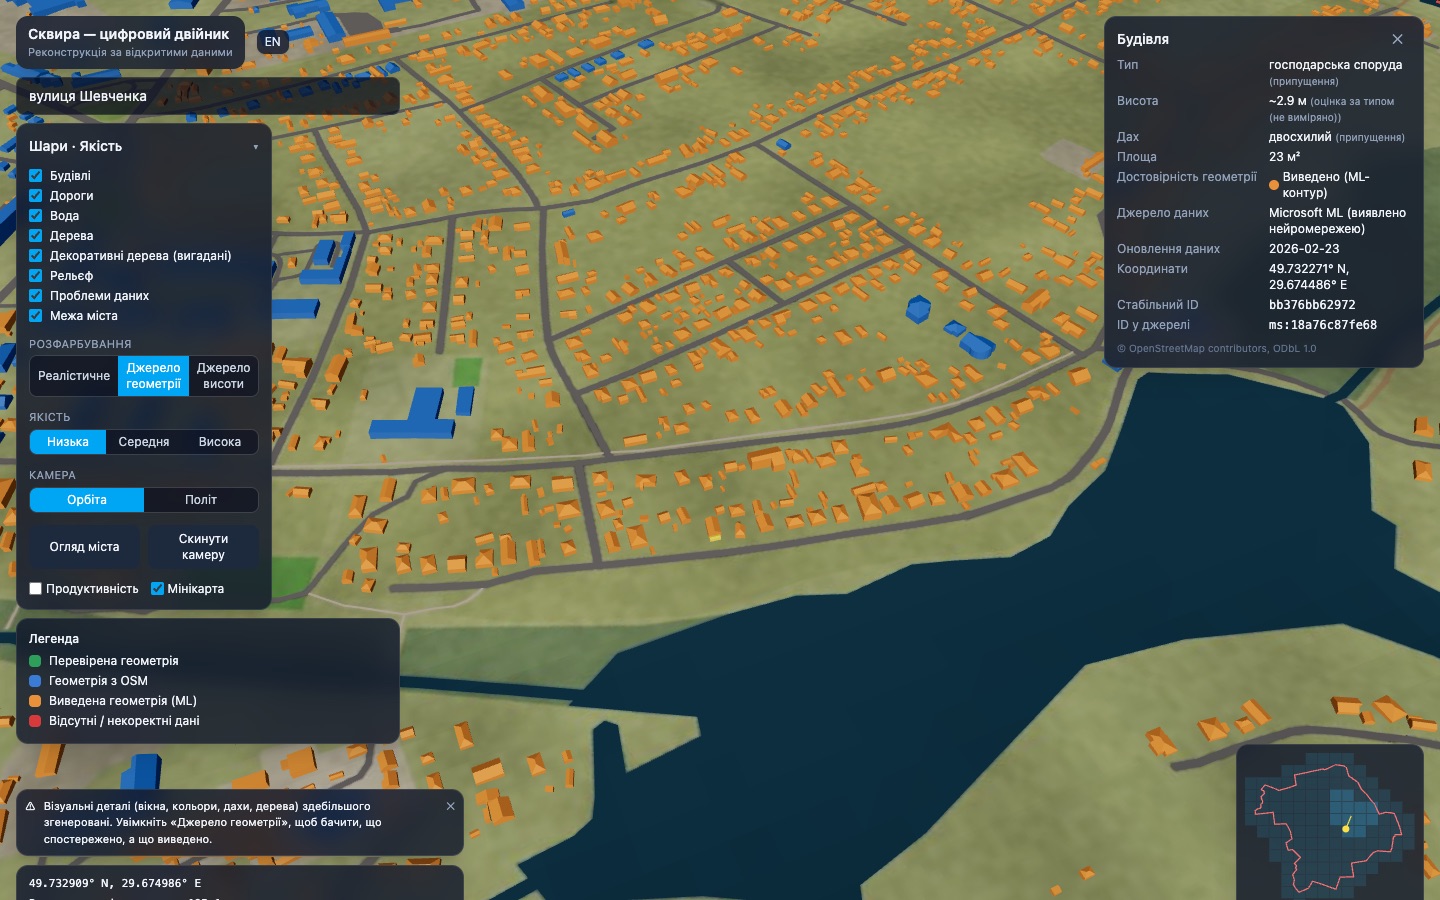 Сквира — цифровий двійник
Реконструкція за відкритими даними
EN
вулиця Шевченка
Шари · Якість
Будівлі
Дороги
Вода
Дерева
Декоративні дерева (вигадані)
Рельєф
Проблеми даних
Межа міста
РОЗФАРБУВАННЯ
Реалістичне
Джерело
геометрії
Джерело
висоти
ЯКІСТЬ
Низька
Середня
Висока
КАМЕРА
Орбіта
Політ
Огляд міста
Скинути
камеру
Продуктивність
Мінікарта
Легенда
Перевірена геометрія
Геометрія з OSM
Виведена геометрія (ML)
Відсутні / некоректні дані
Візуальні деталі (вікна, кольори, дахи, дерева) здебільшого
згенеровані. Увімкніть «Джерело геометрії», щоб бачити, що
спостережено, а що виведено.
49.732909° N, 29.674986° E
Будівля
Тип господарська споруда
(припущення)
Висота ~2.9 м (оцінка за типом
(не виміряно))
Дах двосхилий (припущення)
Площа 23 м²
Достовірність геометрії Виведено (ML-
контур)
Джерело даних Microsoft ML (виявлено
нейромережею)
Оновлення даних 2026-02-23
Координати 49.732271° N,
29.674486° E
Стабільний ID bb376bb62972
ID у джерелі ms:18a76c87fe68
© OpenStreetMap contributors, ODbL 1.0